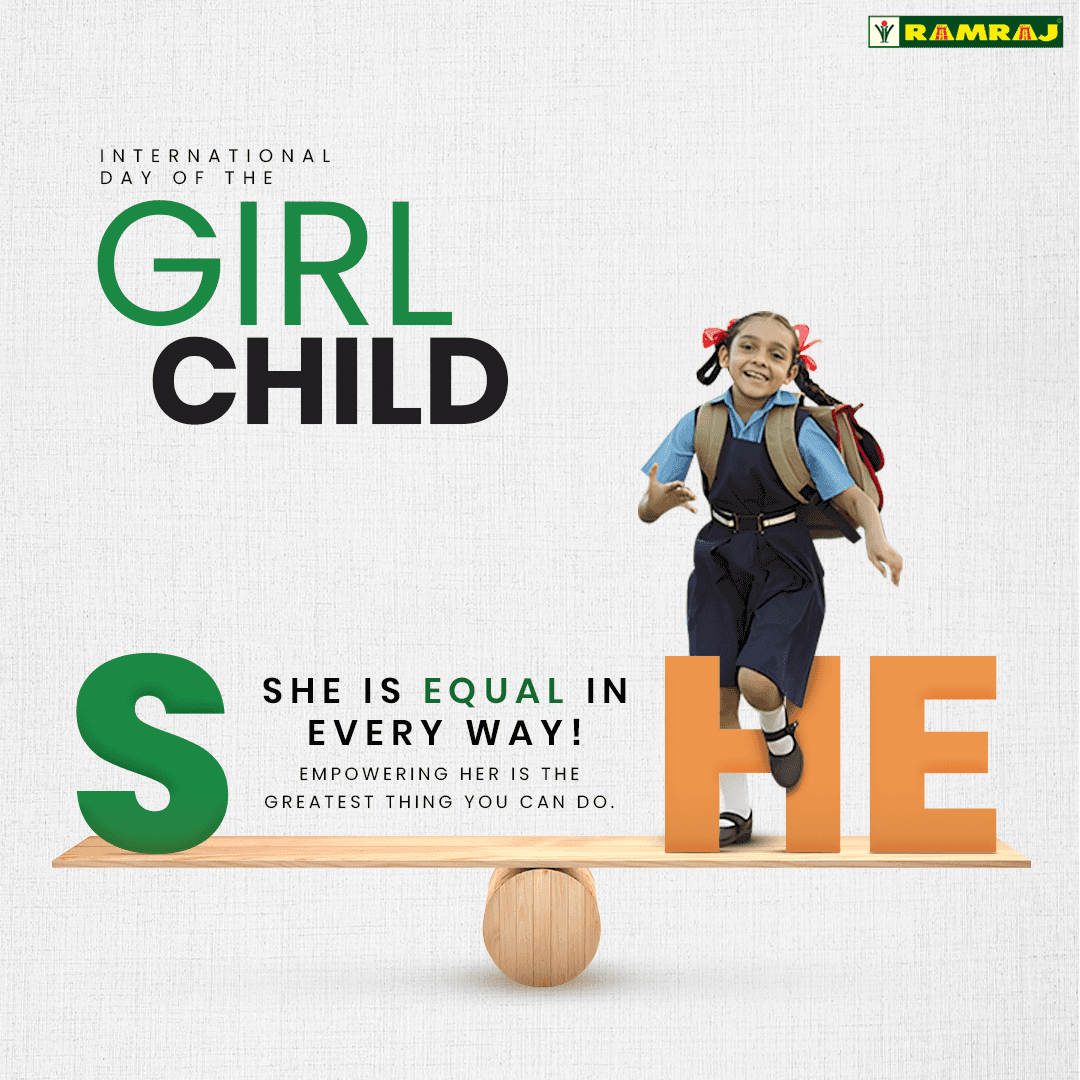 RAMRAJ
INTERNATIONAL
DAY OF THE
GIRL
CHILD
S HE
SHE IS EQUAL IN
EVERY WAY!
EMPOWERING HER IS THE
GREATEST THING YOU CAN DO.